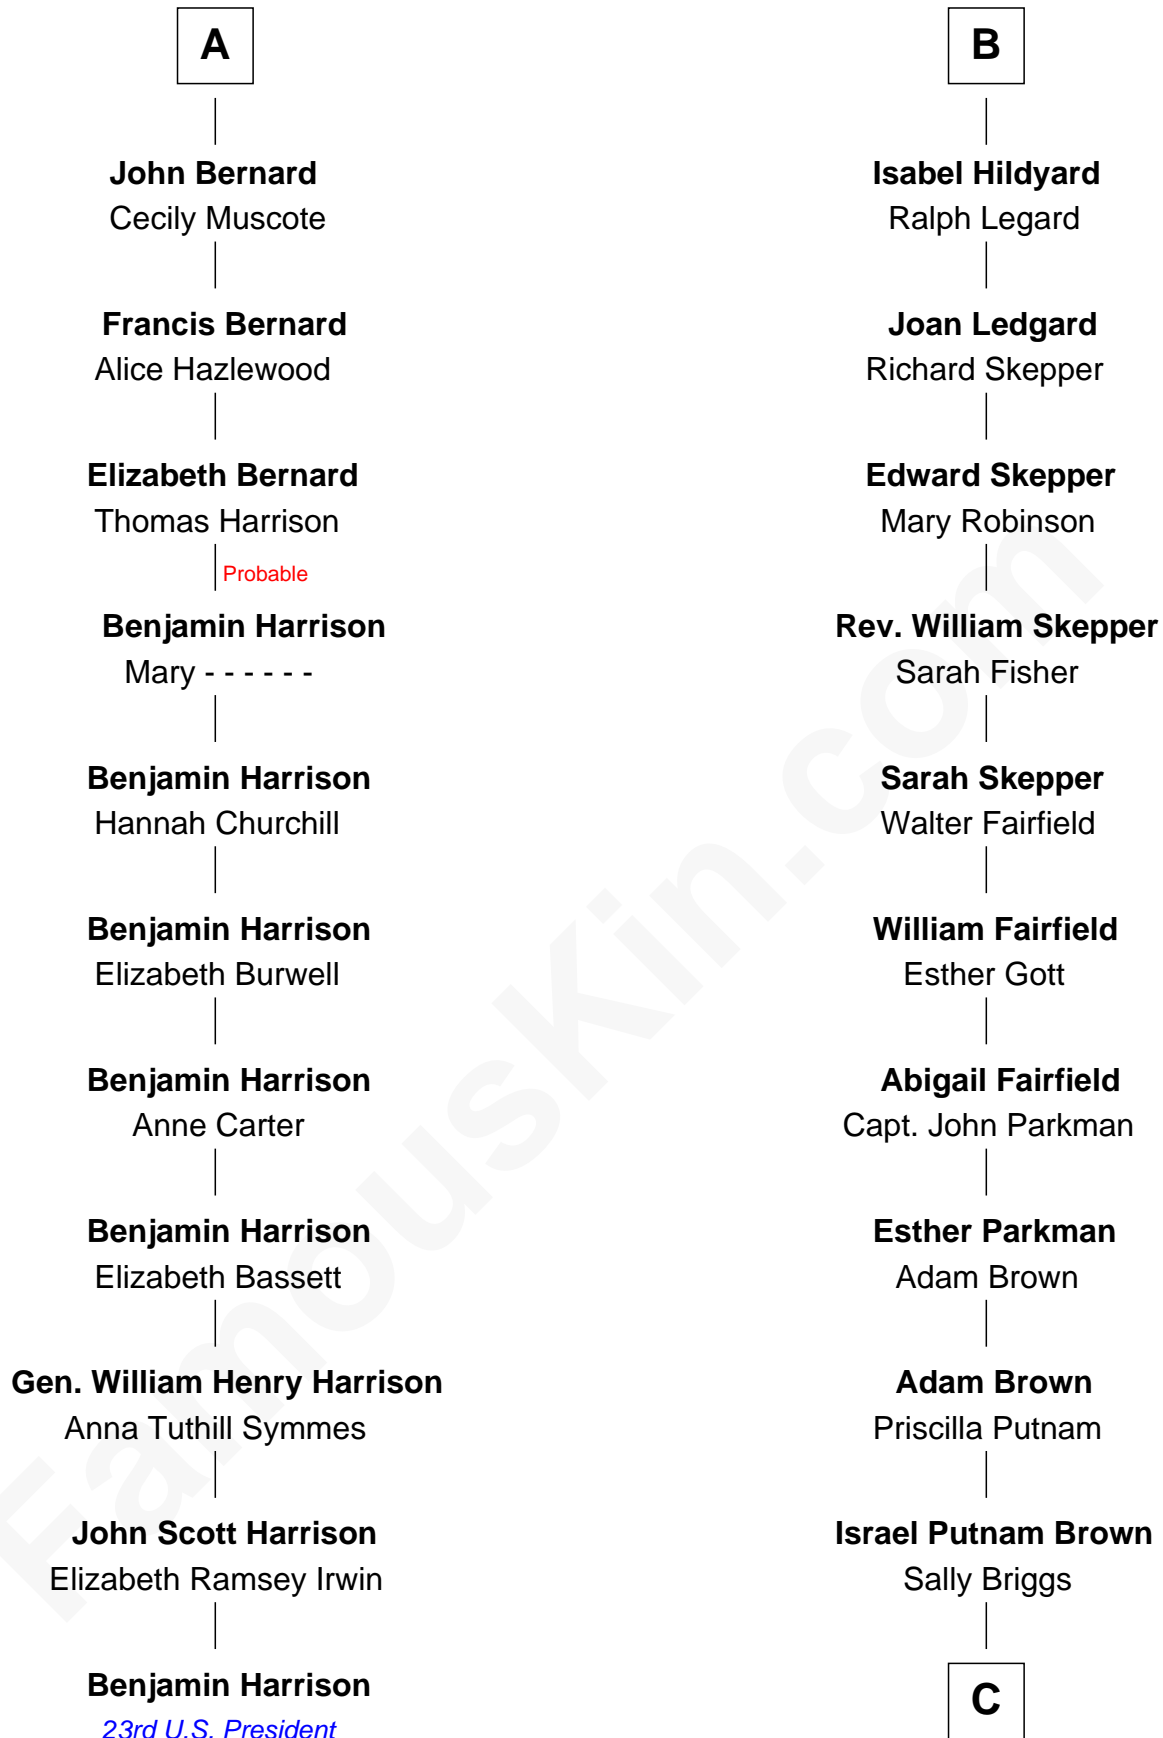 A
John Bernard
Cecily Muscote
Francis Bernard
Alice Hazlewood
Elizabeth Bernard
Thomas Harrison
Probable
Benjamin Harrison
Mary - - - - - -
Benjamin Harrison
Hannah Churchill
Benjamin Harrison
Elizabeth Burwell
Benjamin Harrison
Anne Carter
Benjamin Harrison
Elizabeth Bassett
Gen. William Henry Harrison
Anna Tuthill Symmes
John Scott Harrison
Elizabeth Ramsey Irwin
Benjamin Harrison
23rd U.S. President
B
Isabel Hildyard
Ralph Legard
Joan Ledgard
Richard Skepper
Edward Skepper
Mary Robinson
Rev. William Skepper
Sarah Fisher
Sarah Skepper
Walter Fairfield
William Fairfield
Esther Gott
Abigail Fairfield
Capt. John Parkman
Esther Parkman
Adam Brown
Adam Brown
Priscilla Putnam
Israel Putnam Brown
Sally Briggs
C
FamousKin.com